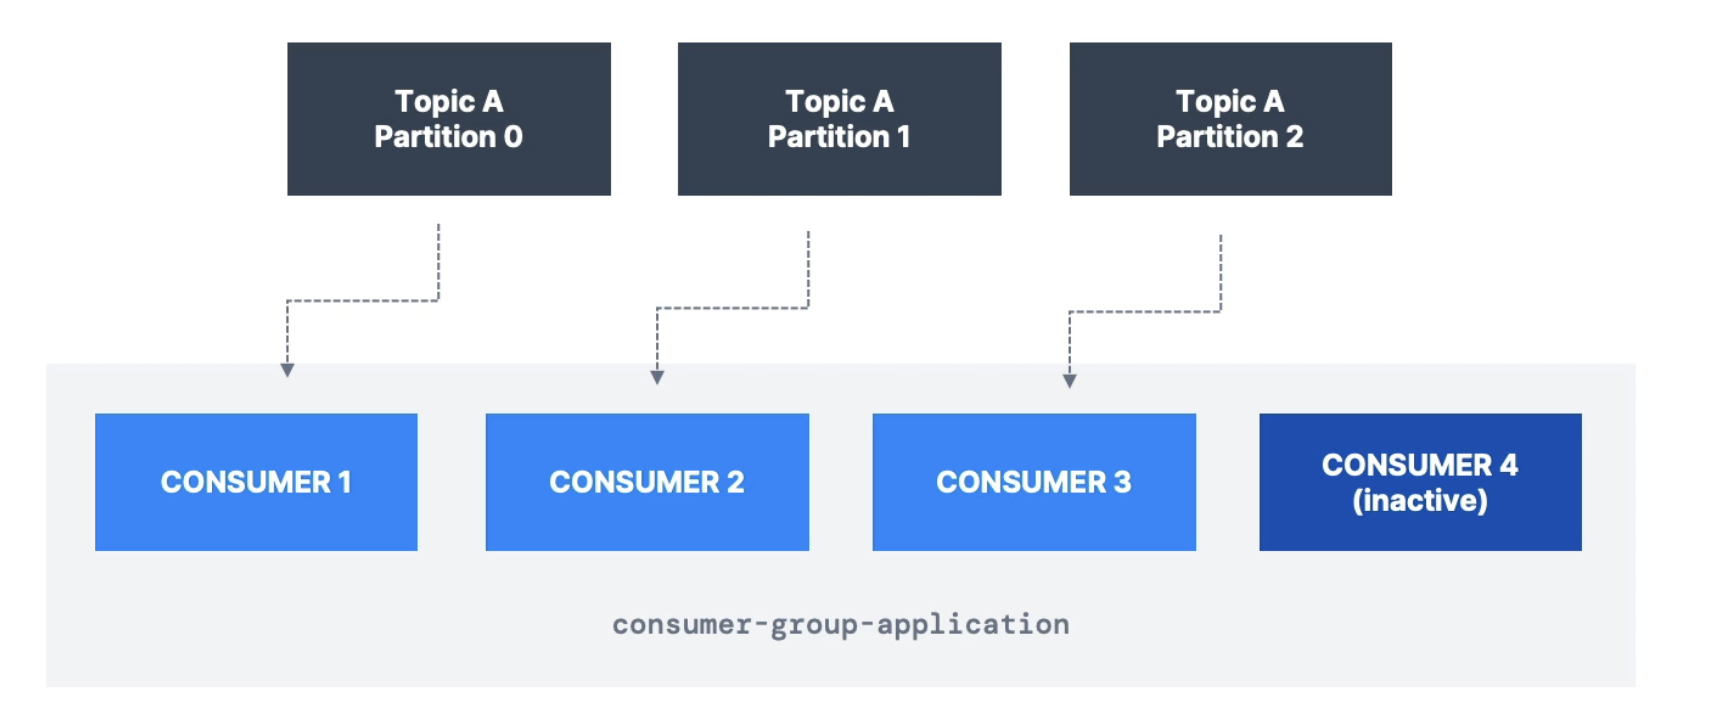 Topic A
Partition 0
Topic A
Partition 1
Topic A
Partition 2
CONSUMER 1
CONSUMER 2
CONSUMER 3
CONSUMER 4
(inactive)
consumer-group-application